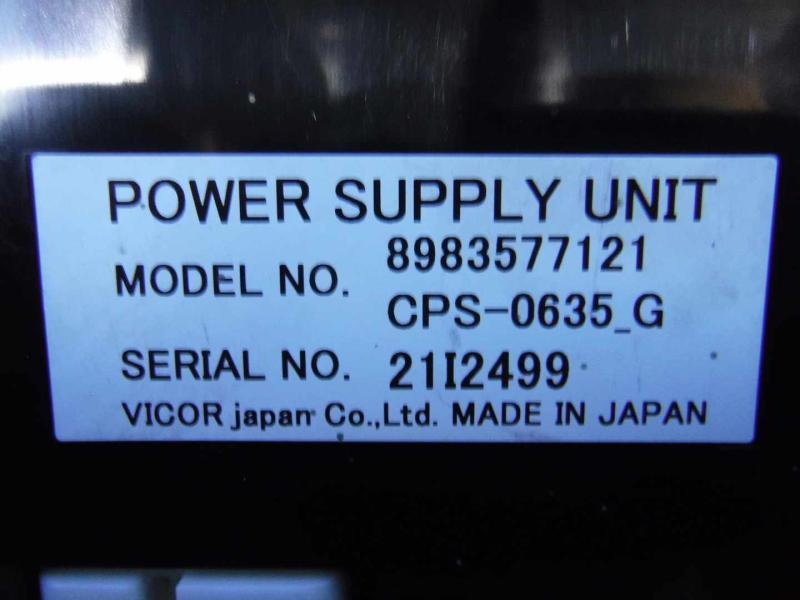 POWER SUPPLY UNIT
MODEL NO. 8983577121
CPS-0635_G
SERIAL NO. 21I2499
VICOR japan Co.,Ltd. MADE IN JAPAN